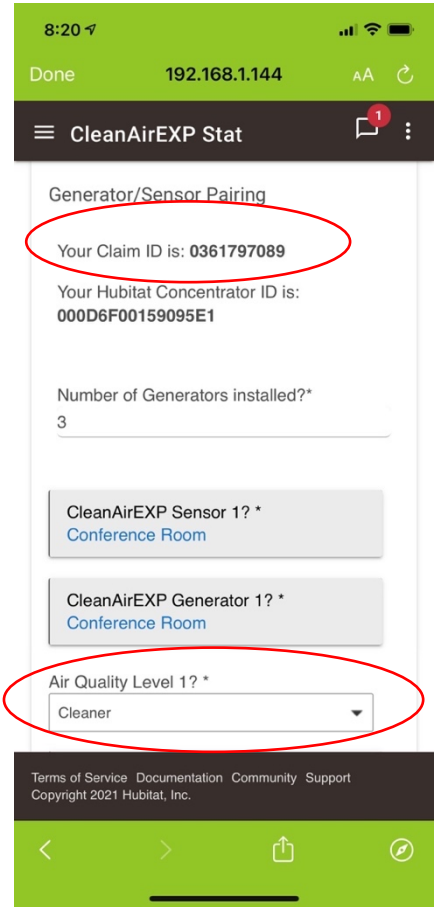 8:20
Done 192.168.1.144 AA
CleanAirEXP Stat 1
Generator/Sensor Pairing
Your Claim ID is: 0361797089
Your Hubitat Concentrator ID is:
000D6F00159095E1
Number of Generators installed?*
3
CleanAirEXP Sensor 1? *
Conference Room
CleanAirEXP Generator 1? *
Conference Room
Air Quality Level 1? *
Cleaner
Terms of Service Documentation Community Support
Copyright 2021 Hubitat, Inc.